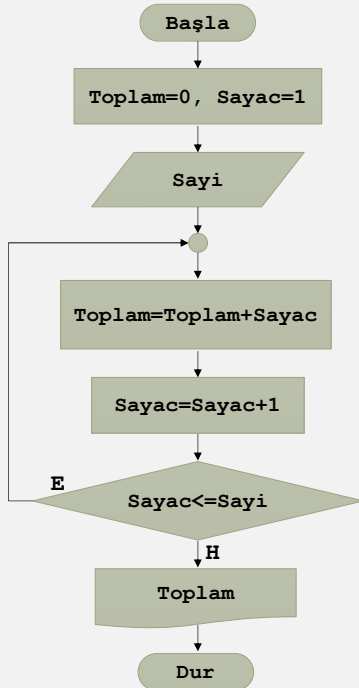 Başla
Toplam=0, Sayac=1
Sayi
Toplam=Toplam+Sayac
Sayac=Sayac+1
E
Sayac<=Sayi
H
Toplam
Dur